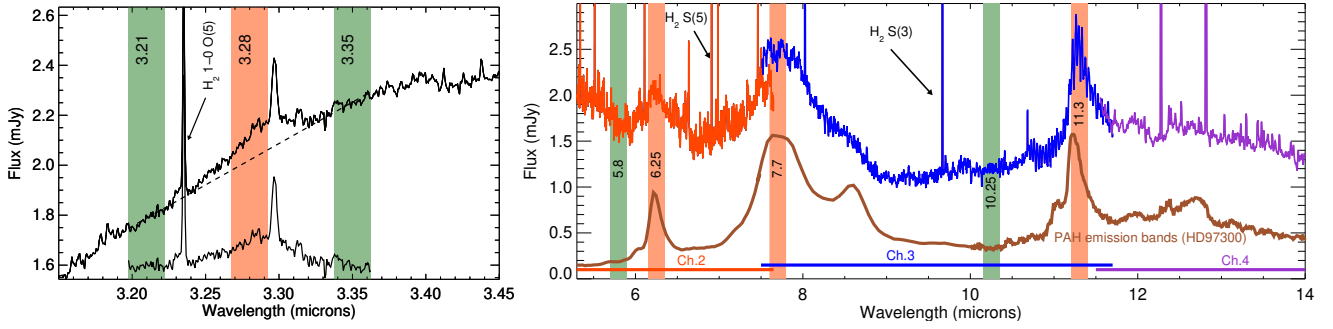 2.6
2.4
2.2
2.0
1.8
1.6
Flux (mJy)
3.21
H2 1−0 O(5)
3.28
3.35
3.20
3.25
3.30
3.35
3.40
3.45
Wavelength (microns)
3.0
2.5
2.0
1.5
1.0
0.5
0.0
Flux (mJy)
H2 S(5)
H2 S(3)
5.8
6.25
7.7
10.25
11.3
PAH emission bands (HD97300)
Ch.2
Ch.3
Ch.4
6
8
10
12
14
Wavelength (microns)